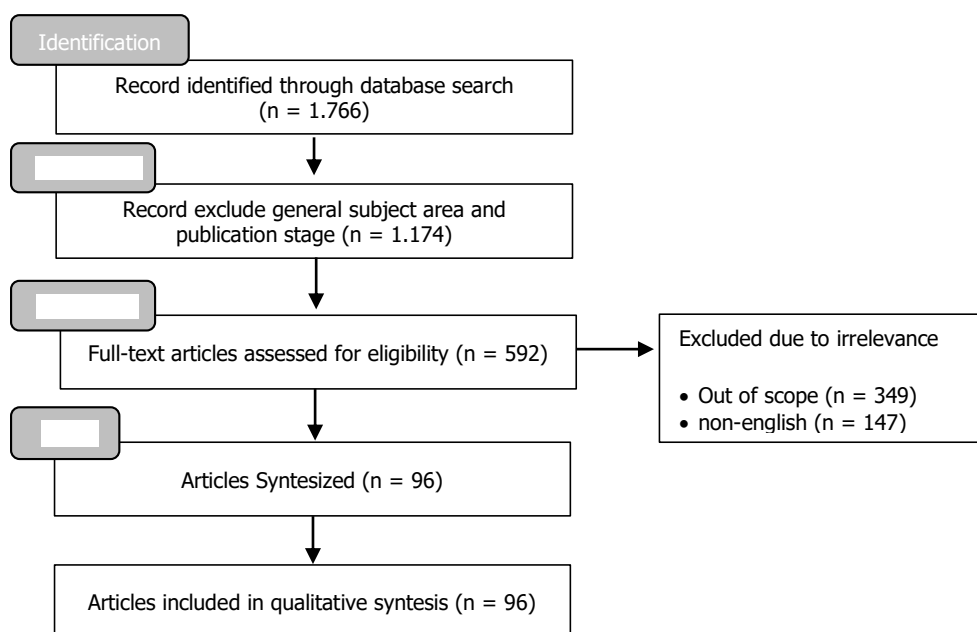 Identification
Record identified through database search
(n = 1.766)
Record exclude general subject area and
publication stage (n = 1.174)
Full-text articles assessed for eligibility (n = 592)
Excluded due to irrelevance
• Out of scope (n = 349)
• non-english (n = 147)
Articles Syntesized (n = 96)
Articles included in qualitative syntesis (n = 96)